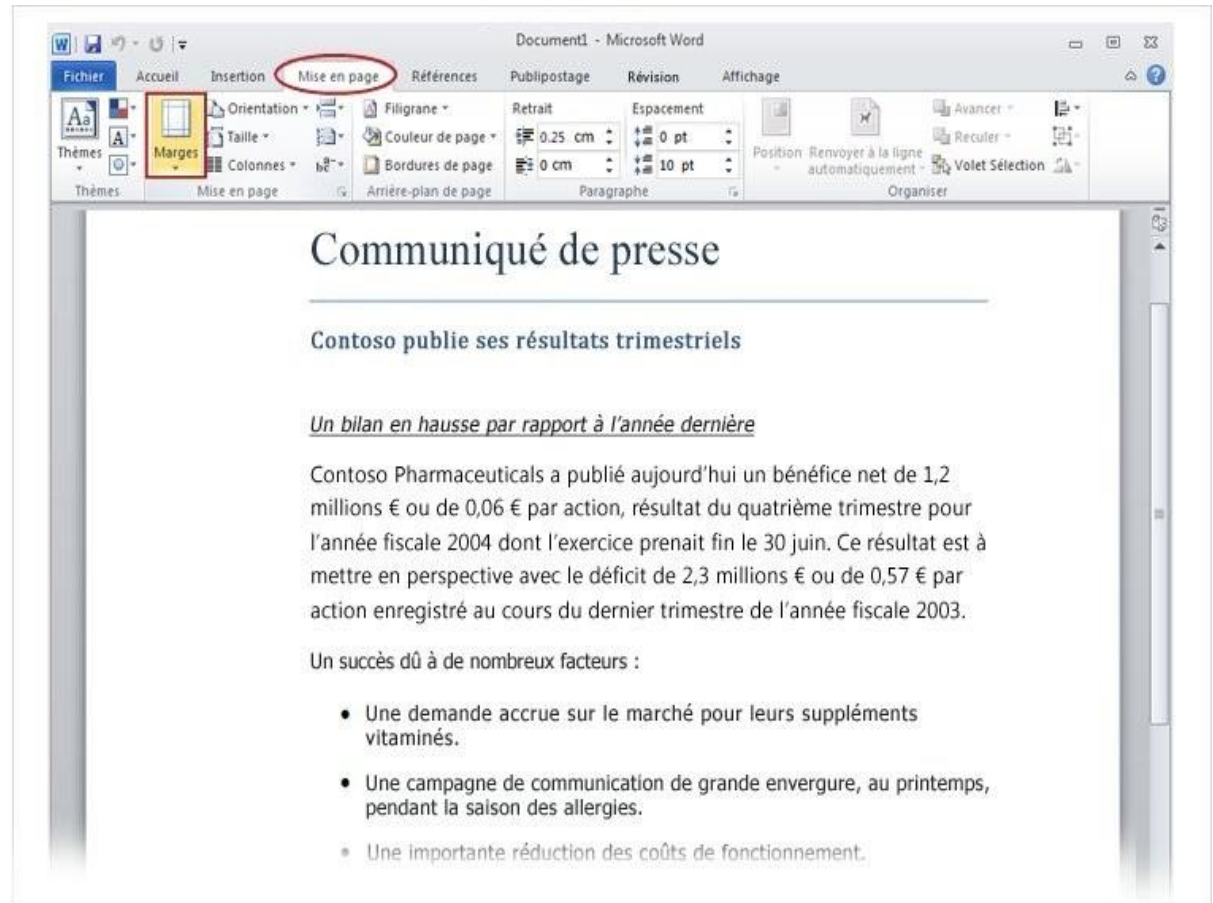 Document1 - Microsoft Word
Fichier Accueil Insertion Mise en page Références Publipostage Révision Affichage
Orientation Filigrane Retrait Espacement Avancer
Taille Couleur de page 0.25 cm 0 pt Reculer
Thèmes Marges Colonnes Bordures de page 0 cm 10 pt Position Renvoyer à la ligne automatiquement Volet Sélection
Thèmes Mise en page Arrière-plan de page Paragraphe Organiser
Communiqué de presse
Contoso publie ses résultats trimestriels
Un bilan en hausse par rapport à l'année dernière
Contoso Pharmaceuticals a publié aujourd'hui un bénéfice net de 1,2
millions € ou de 0,06 € par action, résultat du quatrième trimestre pour
l'année fiscale 2004 dont l'exercice prenait fin le 30 juin. Ce résultat est à
mettre en perspective avec le déficit de 2,3 millions € ou de 0,57 € par
action enregistré au cours du dernier trimestre de l'année fiscale 2003.
Un succès dû à de nombreux facteurs :
• Une demande accrue sur le marché pour leurs suppléments
vitaminés.
• Une campagne de communication de grande envergure, au printemps,
pendant la saison des allergies.
• Une importante réduction des coûts de fonctionnement.